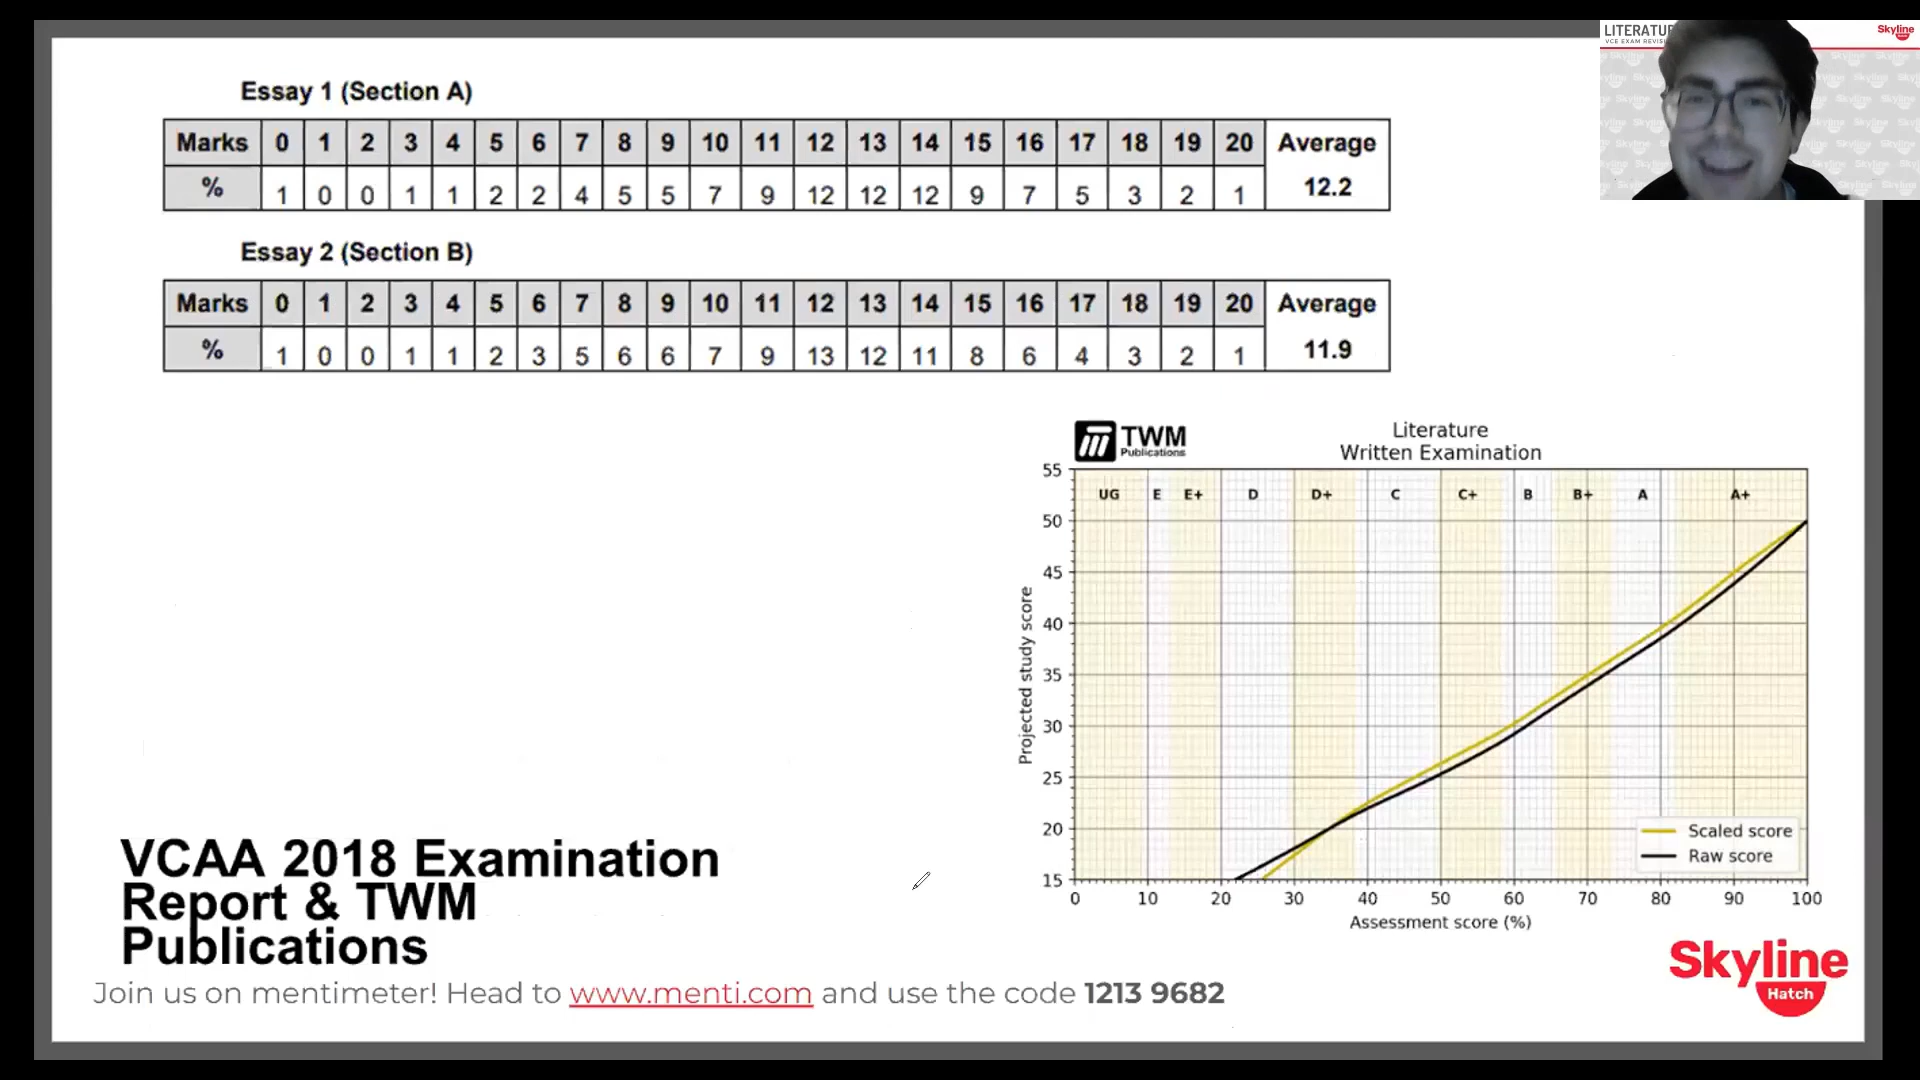 Essay 1 (Section A)
Marks 0 1 2 3 4 5 6 7 8 9 10 11 12 13 14 15 16 17 18 19 20 Average
% 1 0 0 1 1 2 2 4 5 5 7 9 12 12 12 9 7 5 3 2 1 12.2
Essay 2 (Section B)
Marks 0 1 2 3 4 5 6 7 8 9 10 11 12 13 14 15 16 17 18 19 20 Average
% 1 0 0 1 1 2 3 5 6 6 7 9 13 12 11 8 6 4 3 2 1 11.9
LITERATU
VCE EXAM REVIS
Skyline
TWM
Publications
Literature
Written Examination
UG E E+ D D+ C C+ B B+ A A+
55
50
45
40
35
30
25
20
15
Projected study score
Scaled score
Raw score
0 10 20 30 40 50 60 70 80 90 100
Assessment score (%)
VCAA 2018 Examination
Report & TWM
Publications
Join us on mentimeter! Head to www.menti.com and use the code 1213 9682
Skyline
Hatch